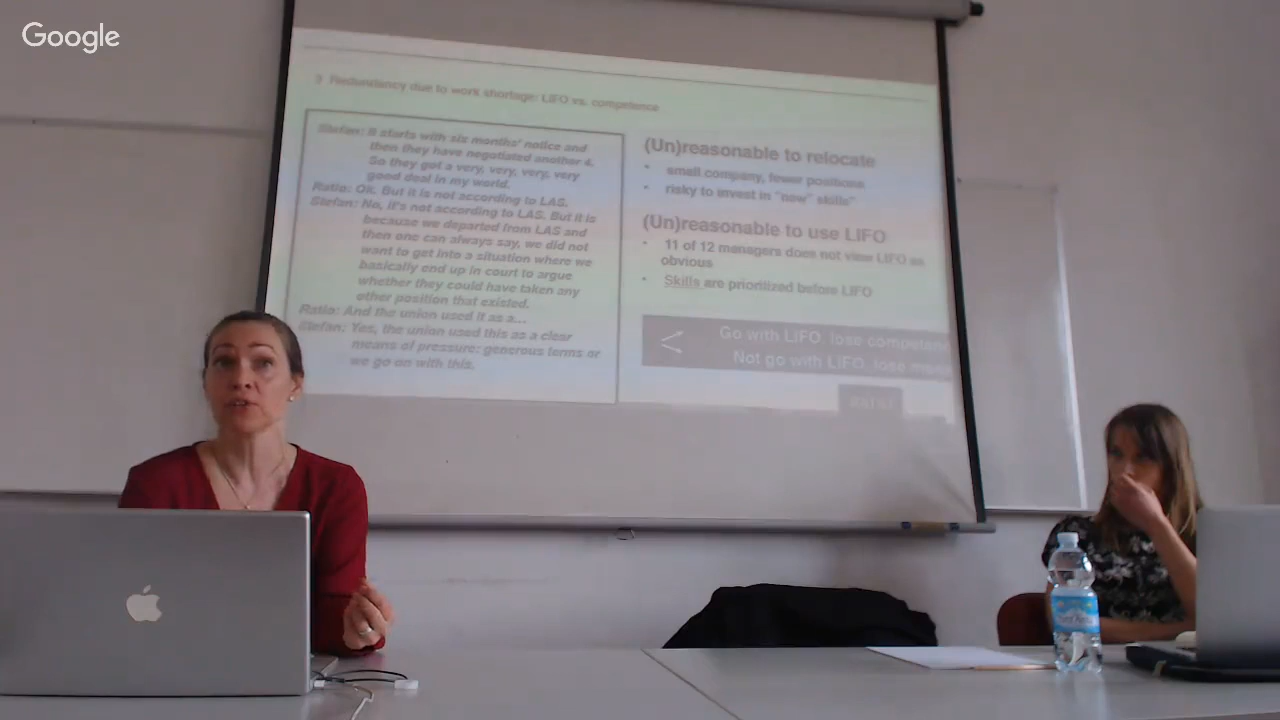 Google
3 Redundancy due to work shortage: LIFO vs. competence
Stefan: It starts with six months' notice and
then they have negotiated another 4.
So they got a very, very, very, very
good deal in my world.
Ratio: Ok. But it is not according to LAS.
Stefan: No, it's not according to LAS. But it is
because we departed from LAS and
then one can always say, we did not
want to get into a situation where we
basically end up in court to argue
whether they could have taken any
other position that existed.
Ratio: And the union used it as a...
Stefan: Yes, the union used this as a clear
means of pressure: generous terms or
we go on with this.
(Un)reasonable to relocate
• small company, fewer positions
• risky to invest in "new" skills"
(Un)reasonable to use LIFO
• 11 of 12 managers does not view LIFO as
obvious
• Skills are prioritized before LIFO
Go with LIFO, lose
Not go with LIFO, lose